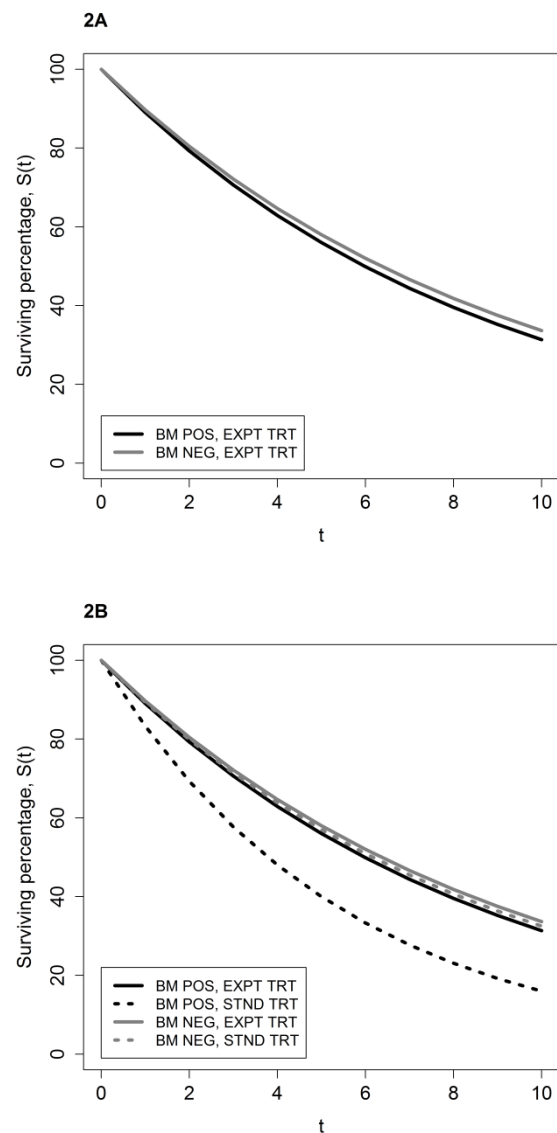 2A
Surviving percentage, S(t)
100
80
60
40
20
0
BM POS, EXPT TRT
BM NEG, EXPT TRT
0 2 4 6 8 10
t
2B
Surviving percentage, S(t)
100
80
60
40
20
0
BM POS, EXPT TRT
BM POS, STND TRT
BM NEG, EXPT TRT
BM NEG, STND TRT
0 2 4 6 8 10
t